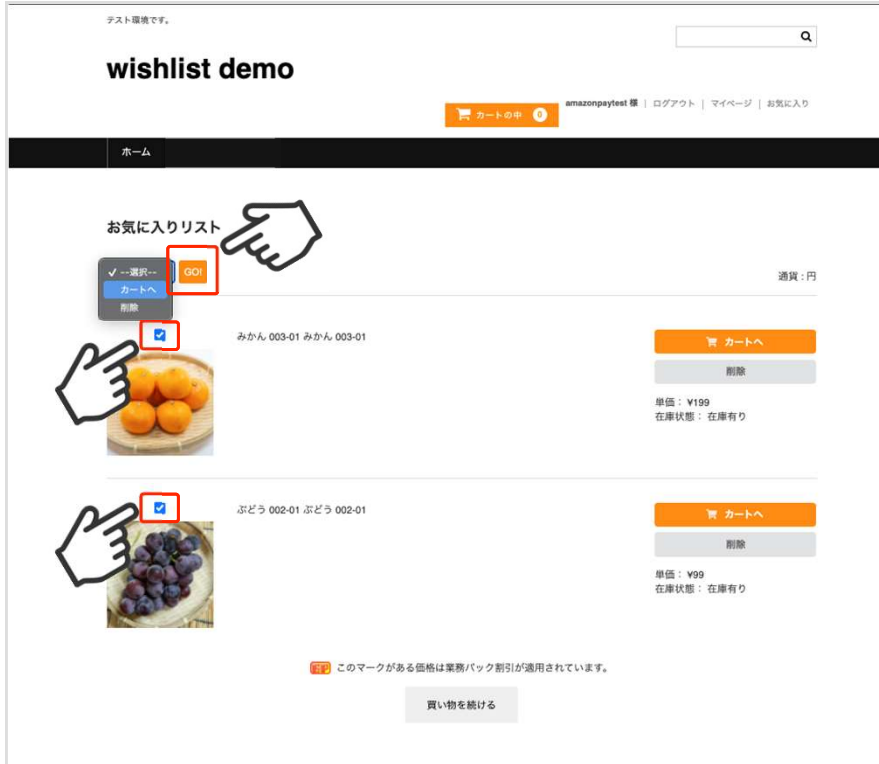 テスト環境です。
wishlist demo
カートの中 0
amazonpaytest 様 | ログアウト | マイページ | お気に入り
ホーム
お気に入りリスト
✓ --選択--
カートへ
削除
GO!
通貨 : 円
みかん 003-01 みかん 003-01
カートへ
削除
単価： ¥199
在庫状態： 在庫有り
ぶどう 002-01 ぶどう 002-01
カートへ
削除
単価： ¥99
在庫状態： 在庫有り
このマークがある価格は業務パック割引が適用されています。
買い物を続ける